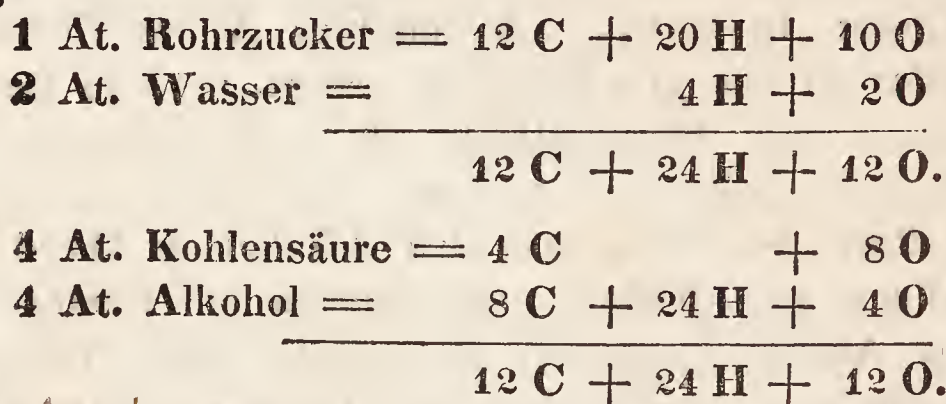 1 At. Rohrzucker = 12 C + 20 H + 10 O
2 At. Wasser = 4 H + 2 O
12 C + 24 H + 12 O.
4 At. Kohlensäure = 4 C + 8 O
4 At. Alkohol = 8 C + 24 H + 4 O
12 C + 24 H + 12 O.